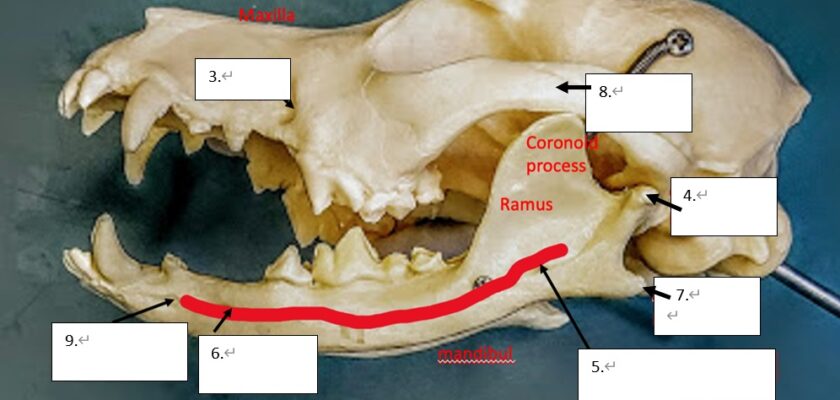 Maxilla
3.↵
8.↵
Coronoid
process
4.↵
Ramus
7.↵
↵
9.↵
6.↵
mandibul
5.↵